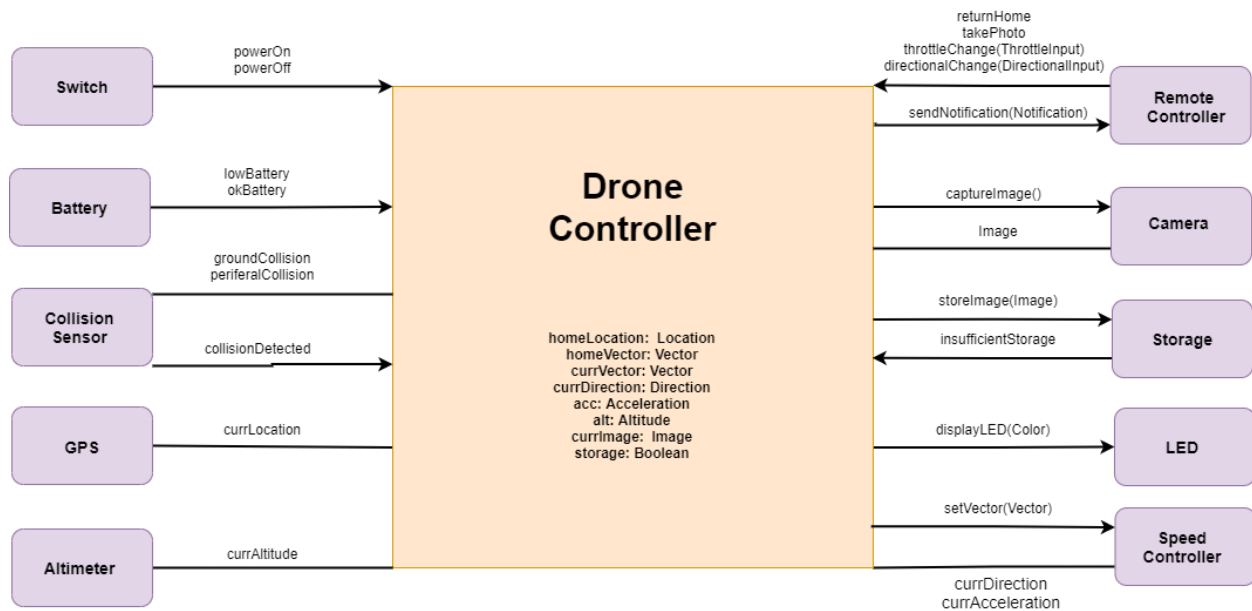 Switch
powerOn
powerOff
Battery
lowBattery
okBattery
Collision
Sensor
groundCollision
periferalCollision
collisionDetected
GPS
currLocation
Altimeter
currAltitude
Drone
Controller
homeLocation:  Location
homeVector: Vector
currVector: Vector
currDirection: Direction
acc: Acceleration
alt: Altitude
currImage:  Image
storage: Boolean
returnHome
takePhoto
throttleChange(ThrottleInput)
directionalChange(DirectionalInput)
sendNotification(Notification)
Remote
Controller
captureImage()
Image
Camera
storeImage(Image)
insufficientStorage
Storage
displayLED(Color)
LED
setVector(Vector)
currDirection
currAcceleration
Speed
Controller